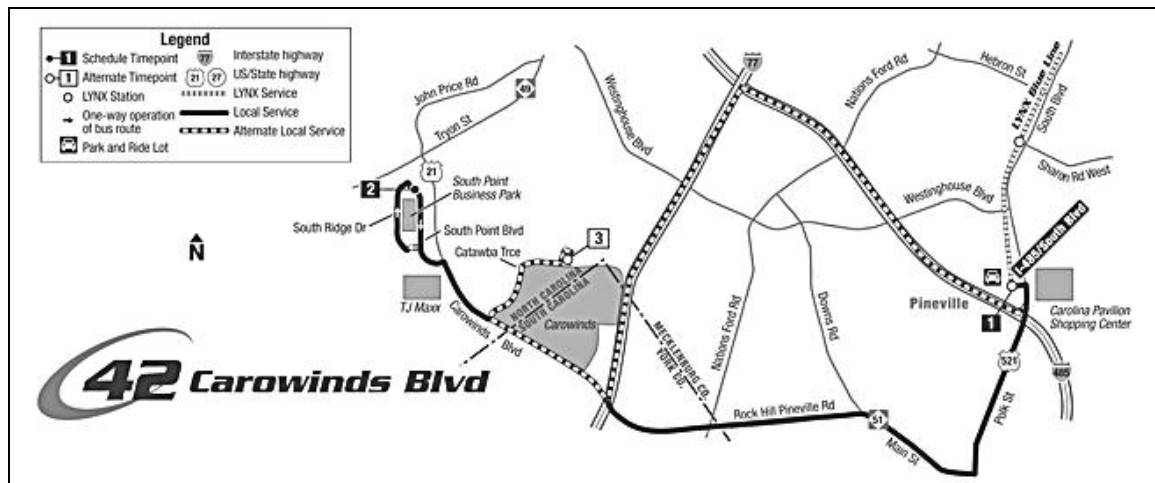 Legend
1 Schedule Timepoint
1 Alternate Timepoint
LYNX Station
One-way operation
of bus route
Park and Ride Lot
77 Interstate highway
21 27 US/State highway
LYNX Service
Local Service
Alternate Local Service
John Price Rd
49
Tryon St
21
2
South Point
Business Park
South Ridge Dr
South Point Blvd
Catawba Trce
3
N
TJ Maxx
Carowinds
Blvd
NORTH CAROLINA
SOUTH CAROLINA
Carowinds
MECKLENBURG CO.
YORK CO.
77
Westinghouse Blvd
Nations Ford Rd
Hebron St
LYNX Blue Line
South Blvd
Sharon Rd West
Westinghouse Blvd
I-485/South Blvd
Pineville
1
Carolina Pavilion
Shopping Center
Nations Ford Rd
Downs Rd
521
485
Polk St
Rock Hill Pineville Rd
51
Main St
42 Carowinds Blvd